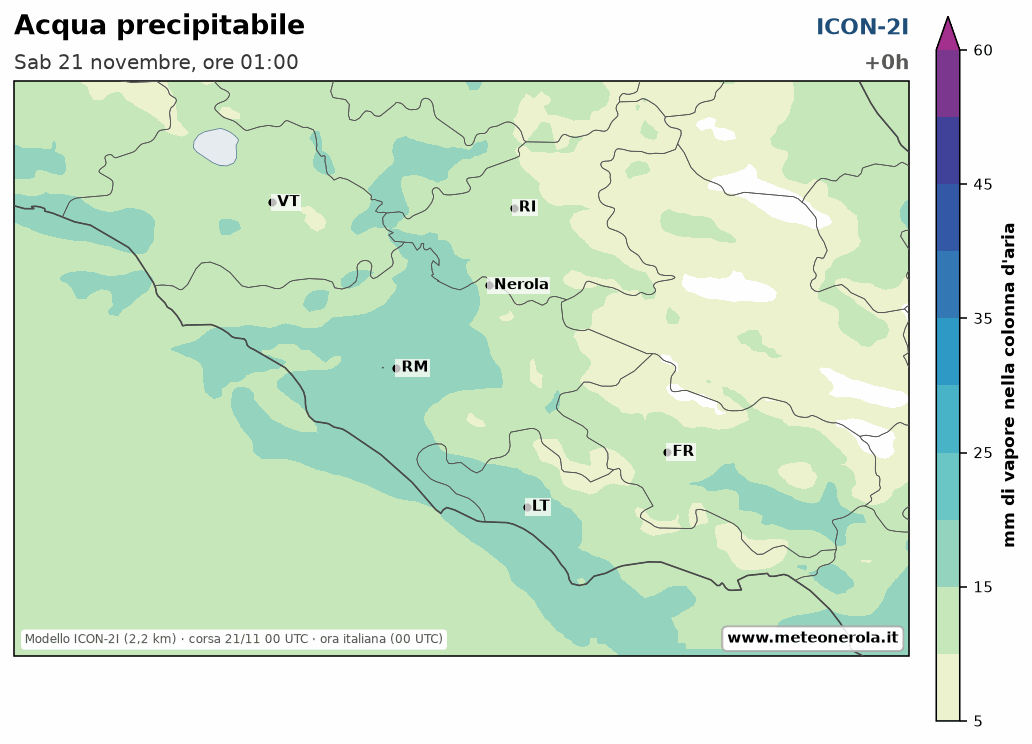 Acqua precipitabile
ICON-2I
Sab 21 novembre, ore 01:00
+0h
60
45
35
25
15
5
mm di vapore nella colonna d'aria
VT
RI
Nerola
RM
FR
LT
Modello ICON-2I (2,2 km) · corsa 21/11 00 UTC · ora italiana (00 UTC)
www.meteonerola.it